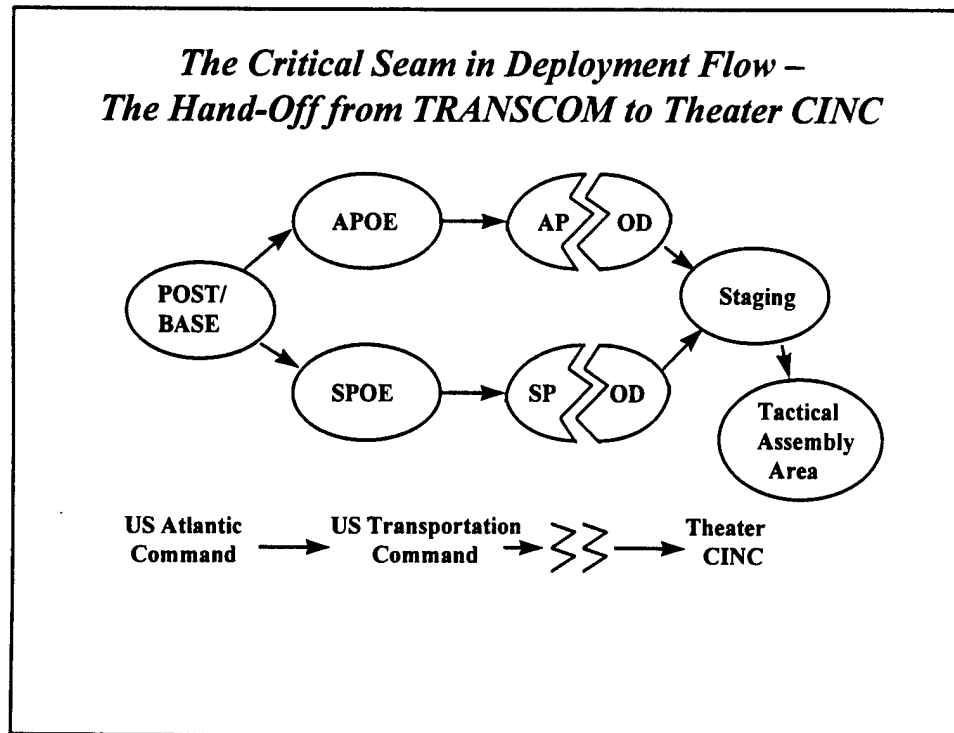 The Critical Seam in Deployment Flow –
The Hand-Off from TRANSCOM to Theater CINC
APOE
AP OD
POST/
BASE
Staging
SPOE
SP OD
Tactical
Assembly
Area
US Atlantic
Command
US Transportation
Command
Theater
CINC